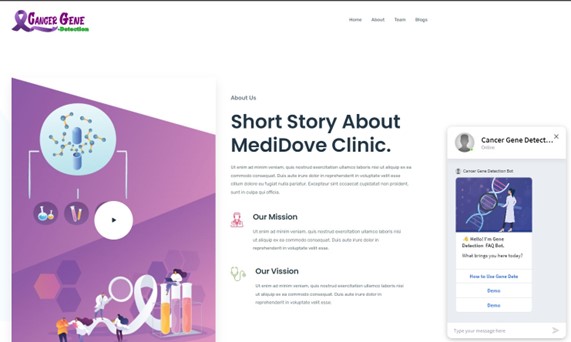 CANCER GENE
-Detection
Home About Team Blogs
About Us
Short Story About
MediDove Clinic.
Ut enim ad minim veniam, quis nostrud exercitation ullamco laboris nisi ut aliquip ex ea
commodo consequat. Duis aute irure dolor in reprehenderit in voluptate velit esse
cillum dolore eu fugiat nulla pariatur. Excepteur sint occaecat cupidatat non proident,
sunt in culpa qui officia.
Our Mission
Ut enim ad minim veniam, quis nostrud exercitation ullamco laboris nisi
ut aliquip ex ea commodo consequat. Duis aute irure dolor in
reprehenderit in voluptate velit esse.
Our Vission
Ut enim ad minim veniam, quis nostrud exercitation ullamco laboris nisi
ut aliquip ex ea commodo consequat. Duis aute irure dolor in
reprehenderit in voluptate velit esse.
Cancer Gene Detect...
Online
Cancer Gene Detection Bot
Hello! I'm Gene
Detection FAQ Bot.
What brings you here today?
How to Use Gene Dete
Demo
Demo
Type your message here